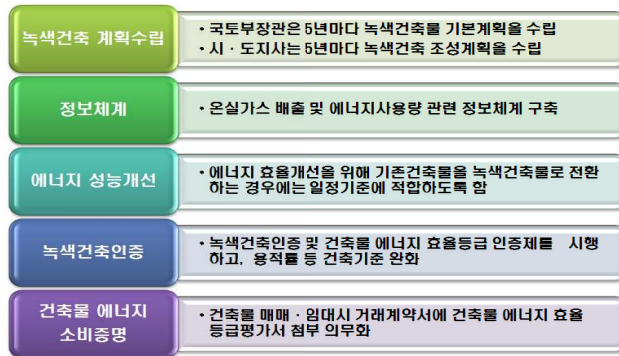 녹색건축 계획수립
• 국토부장관은 5년마다 녹색건축물 기본계획을 수립
• 시 · 도지사는 5년마다 녹색건축 조성계획을 수립
정보체계
• 온실가스 배출 및 에너지사용량 관련 정보체계 구축
에너지 성능개선
• 에너지 효율개선을 위해 기존건축물을 녹색건축물로 전환
하는 경우에는 일정기준에 적합하도록 함
녹색건축인증
• 녹색건축인증 및 건축물 에너지 효율등급 인증제를 시행
하고, 용적률 등 건축기준 완화
건축물 에너지
소비증명
• 건축물 매매 · 임대시 거래계약서에 건축물 에너지 효율
등급평가서 첨부 의무화